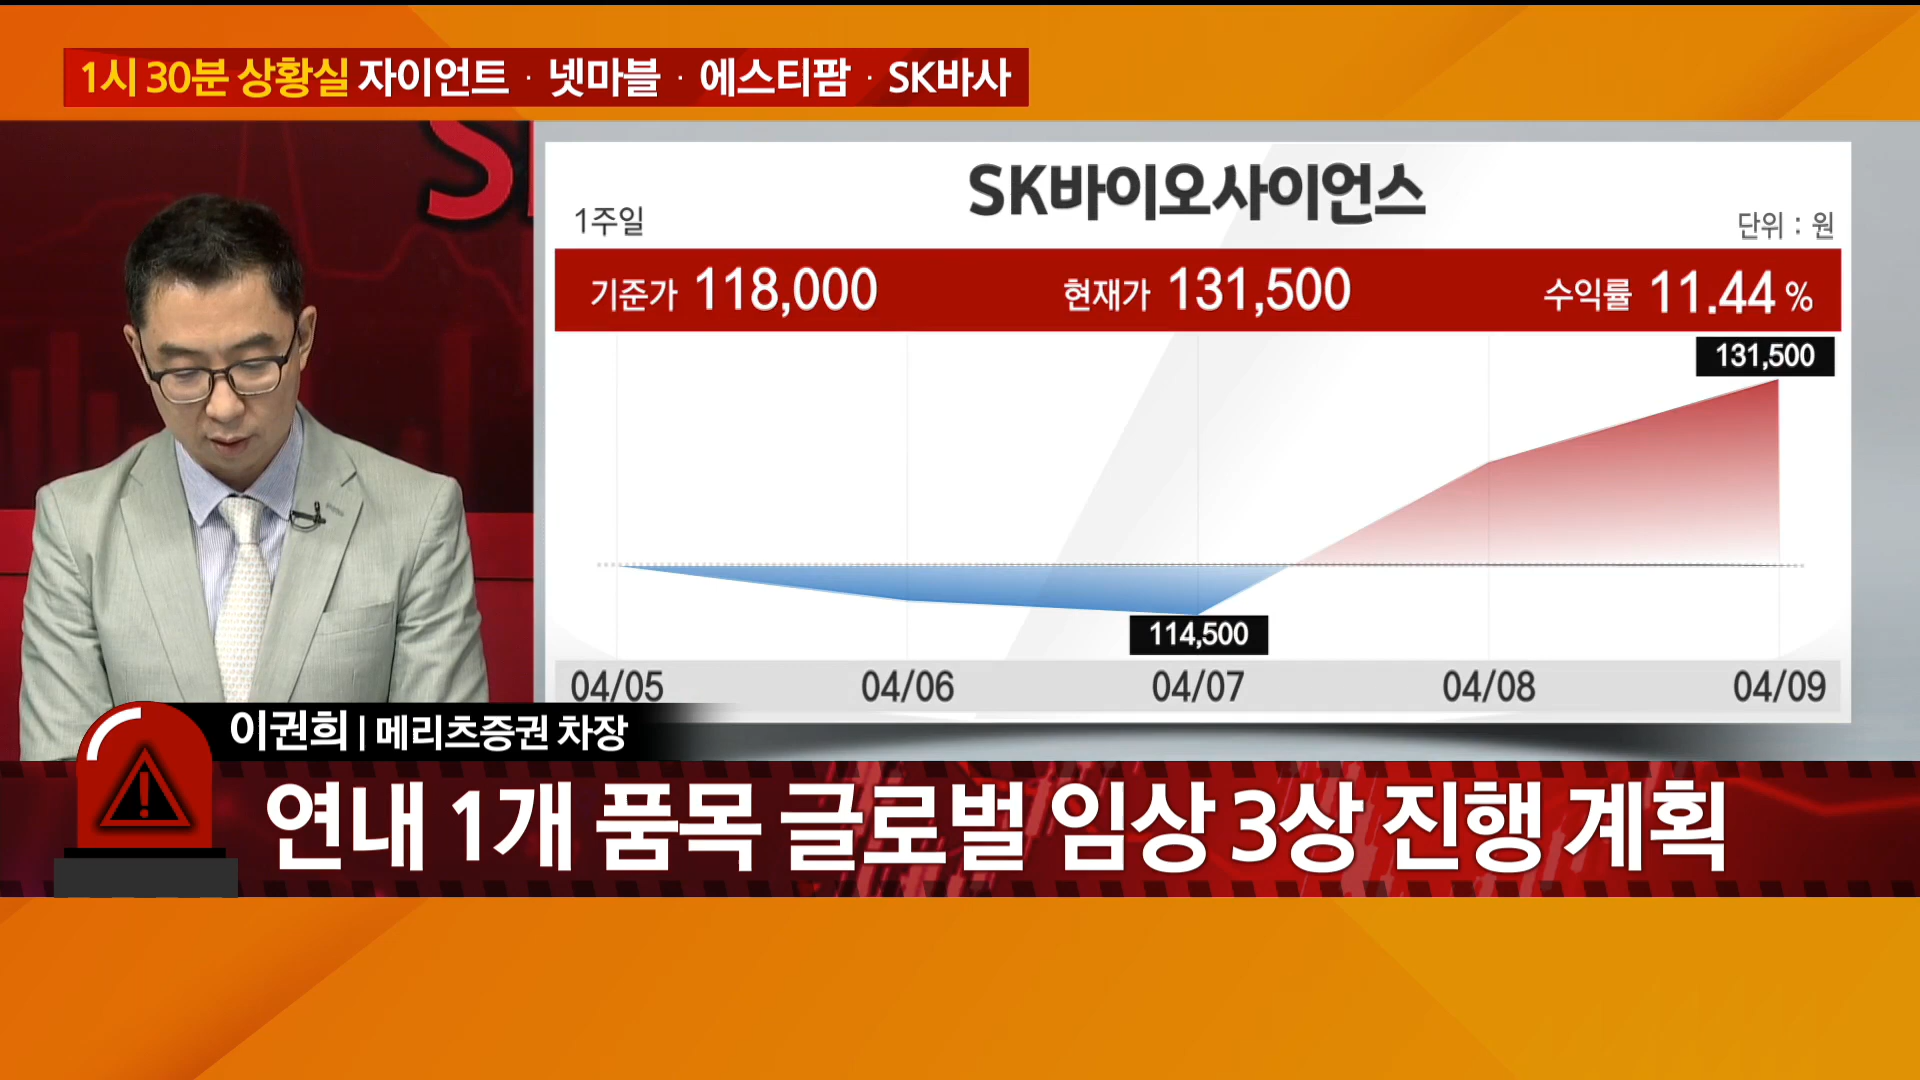 1시 30분 상황실 자이언트 · 넷마블 · 에스티팜 · SK바사
SK바이오사이언스
1주일
단위 : 원
기준가 118,000 현재가 131,500 수익률 11.44 %
131,500
114,500
04/05 04/06 04/07 04/08 04/09
이권희 | 메리츠증권 차장
연내 1개 품목 글로벌 임상 3상 진행 계획